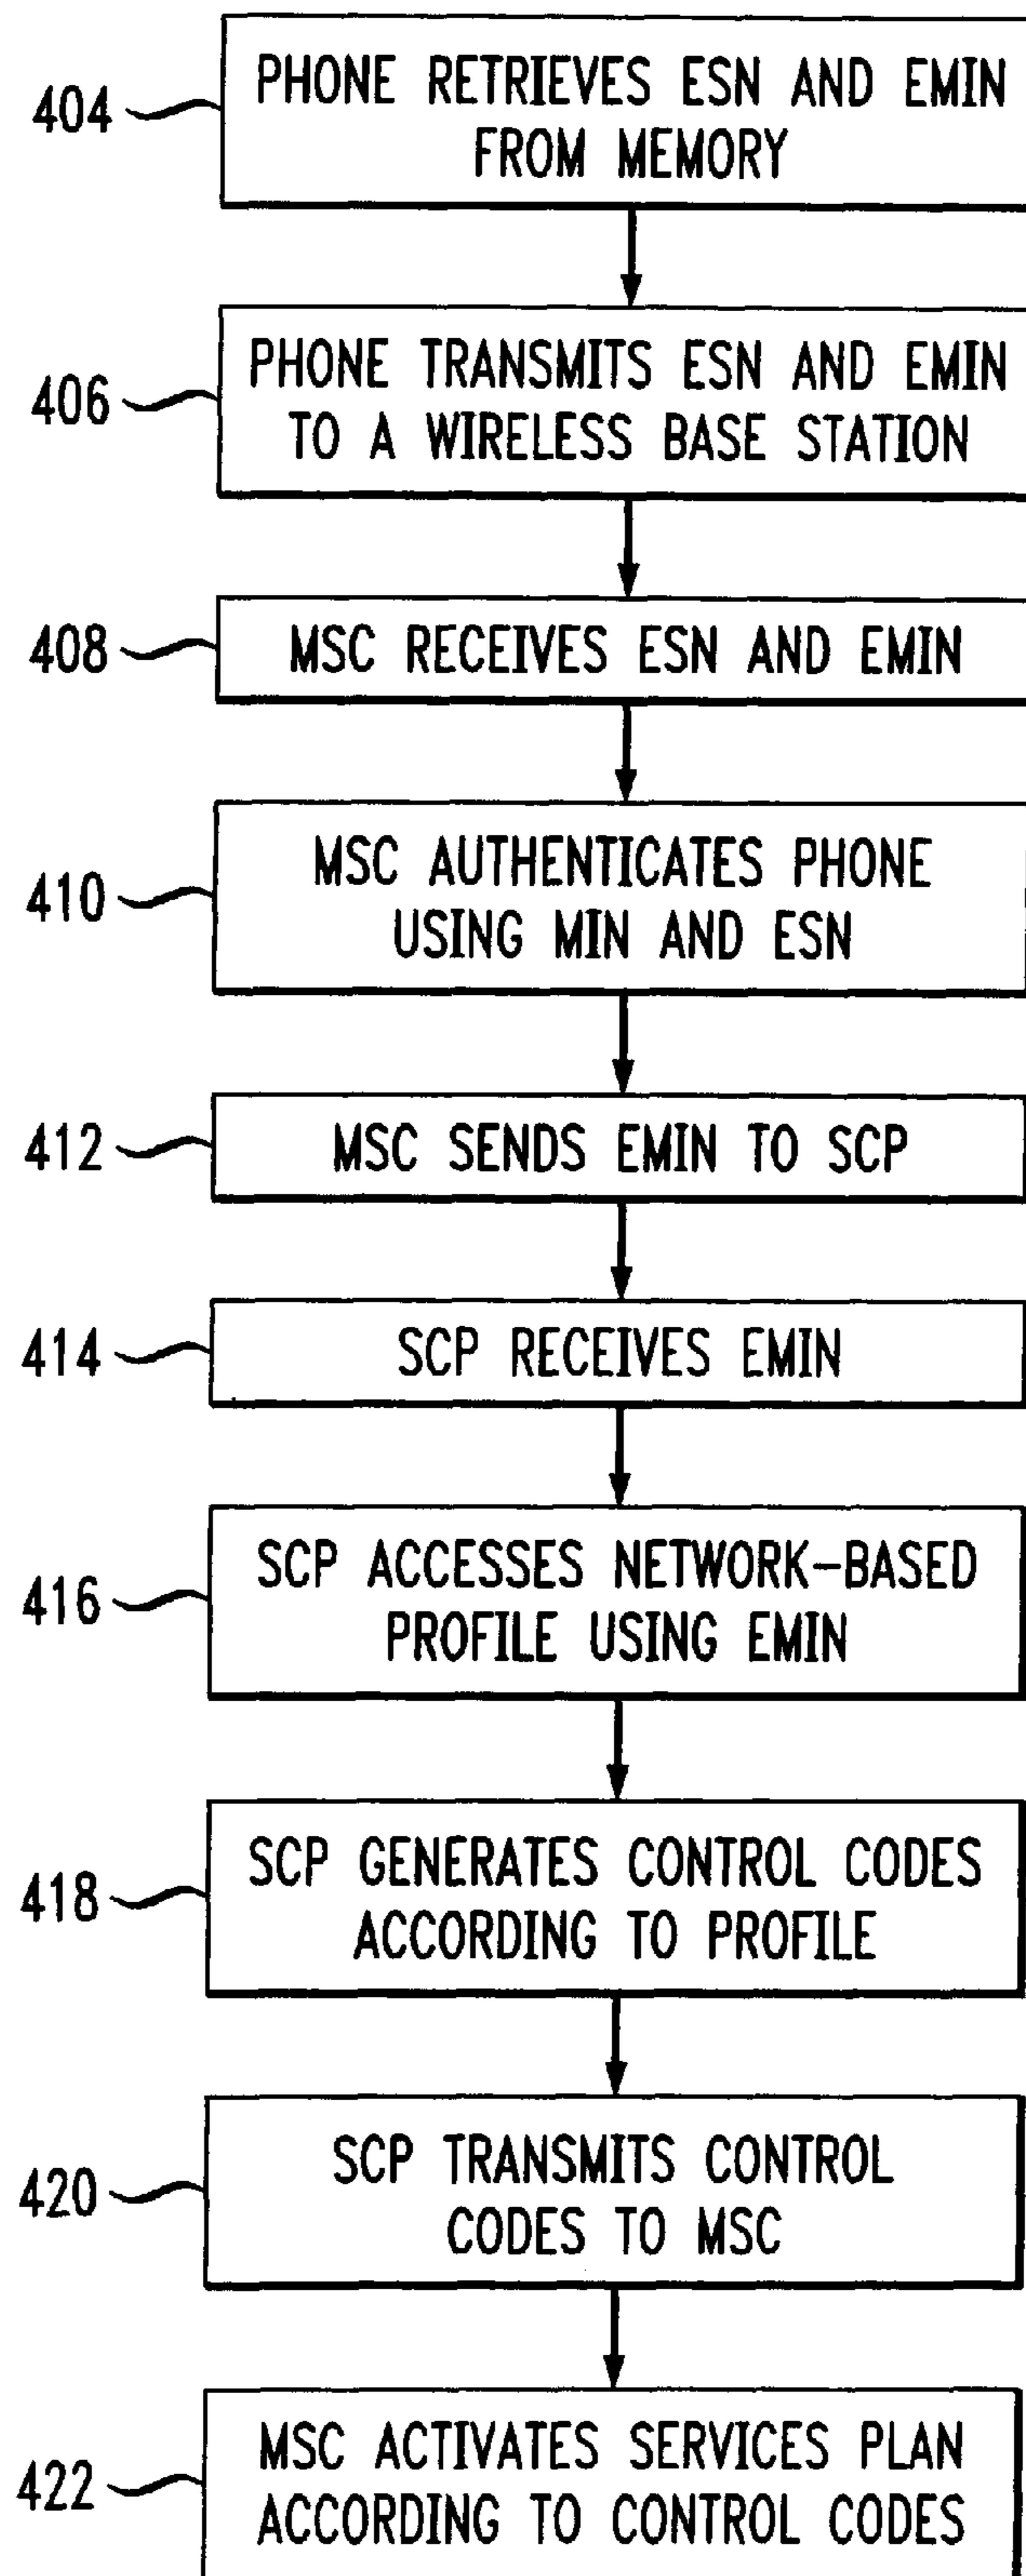 404
PHONE RETRIEVES ESN AND EMIN
FROM MEMORY
406
PHONE TRANSMITS ESN AND EMIN
TO A WIRELESS BASE STATION
408
MSC RECEIVES ESN AND EMIN
410
MSC AUTHENTICATES PHONE
USING MIN AND ESN
412
MSC SENDS EMIN TO SCP
414
SCP RECEIVES EMIN
416
SCP ACCESSES NETWORK-BASED
PROFILE USING EMIN
418
SCP GENERATES CONTROL CODES
ACCORDING TO PROFILE
420
SCP TRANSMITS CONTROL
CODES TO MSC
422
MSC ACTIVATES SERVICES PLAN
ACCORDING TO CONTROL CODES